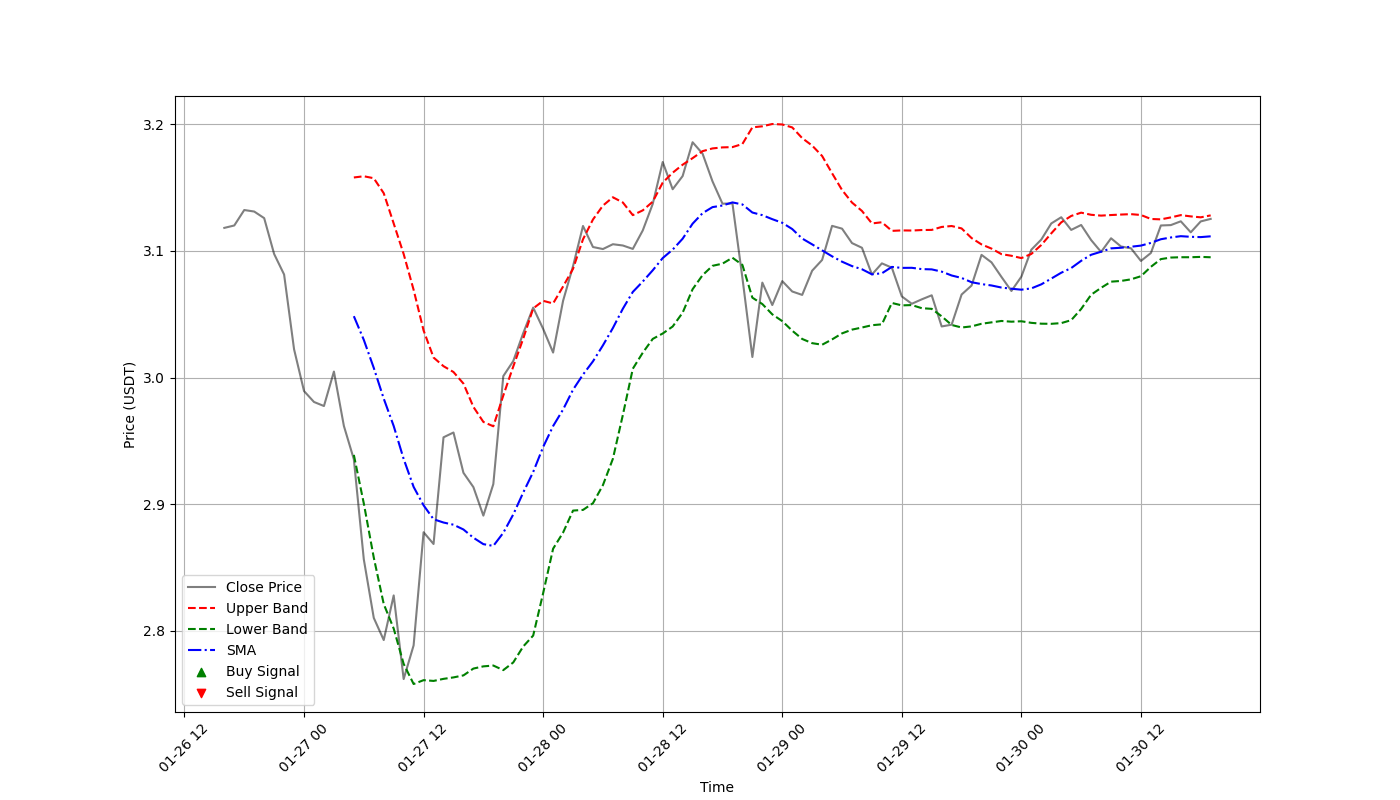 3.2
3.1
3.0
2.9
2.8
Price (USDT)
Close Price
Upper Band
Lower Band
SMA
Buy Signal
Sell Signal
01-26 12
01-27 00
01-27 12
01-28 00
01-28 12
01-29 00
01-29 12
01-30 00
01-30 12
Time